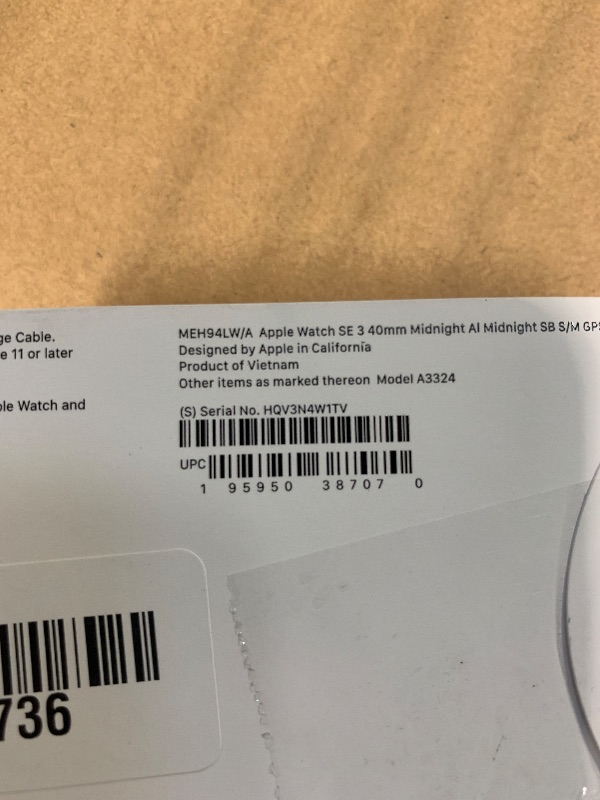 ge Cable.
e 11 or later
ple Watch and
MEH94LW/A Apple Watch SE 3 40mm Midnight Al Midnight SB S/M GPS
Designed by Apple in California
Product of Vietnam
Other items as marked thereon Model A3324
(S) Serial No. HQV3N4W1TV
UPC
1 95950 38707 0
736